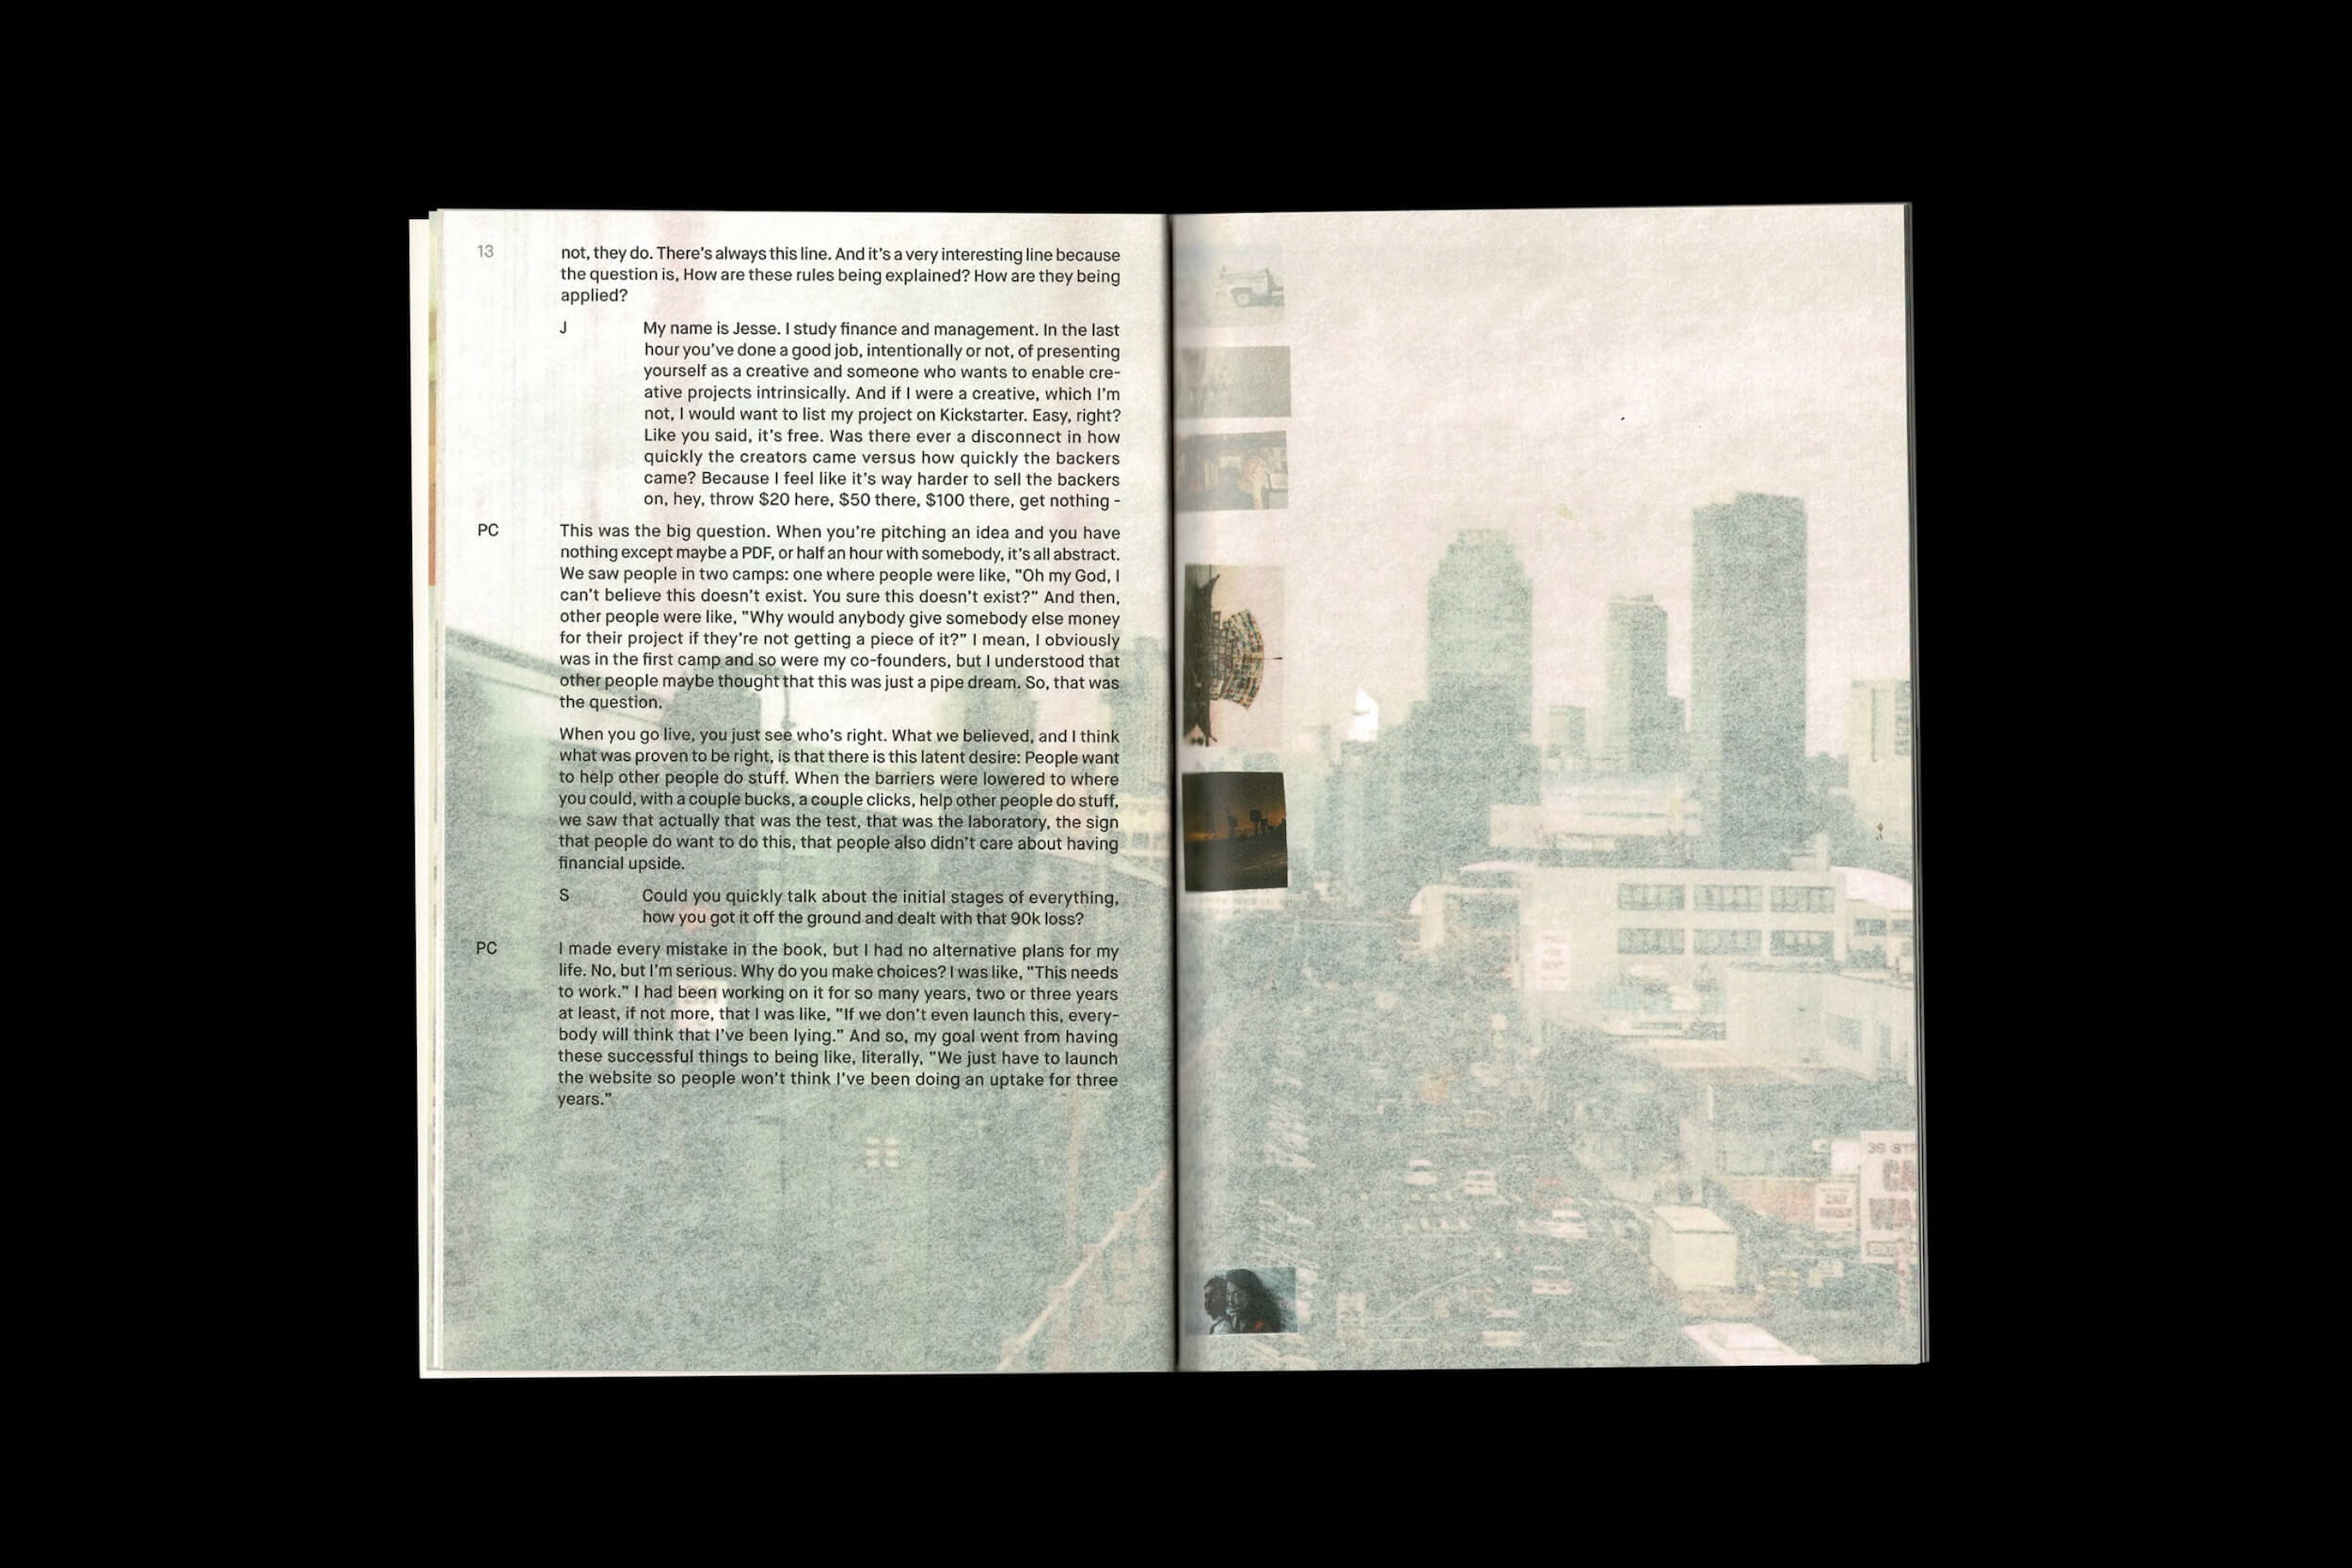 13
not, they do. There's always this line. And it's a very interesting line because
the question is, How are these rules being explained? How are they being
applied?
J My name is Jesse. I study finance and management. In the last
hour you've done a good job, intentionally or not, of presenting
yourself as a creative and someone who wants to enable cre-
ative projects intrinsically. And if I were a creative, which I'm
not, I would want to list my project on Kickstarter. Easy, right?
Like you said, it's free. Was there ever a disconnect in how
quickly the creators came versus how quickly the backers
came? Because I feel like it's way harder to sell the backers
on, hey, throw $20 here, $50 there, $100 there, get nothing -
PC This was the big question. When you're pitching an idea and you have
nothing except maybe a PDF, or half an hour with somebody, it's all abstract.
We saw people in two camps: one where people were like, "Oh my God, I
can't believe this doesn't exist. You sure this doesn't exist?" And then,
other people were like, "Why would anybody give somebody else money
for their project if they're not getting a piece of it?" I mean, I obviously
was in the first camp and so were my co-founders, but I understood that
other people maybe thought that this was just a pipe dream. So, that was
the question.
When you go live, you just see who's right. What we believed, and I think
what was proven to be right, is that there is this latent desire: People want
to help other people do stuff. When the barriers were lowered to where
you could, with a couple bucks, a couple clicks, help other people do stuff,
we saw that actually that was the test, that was the laboratory, the sign
that people do want to do this, that people also didn't care about having
financial upside.
S Could you quickly talk about the initial stages of everything,
how you got it off the ground and dealt with that 90k loss?
PC I made every mistake in the book, but I had no alternative plans for my
life. No, but I'm serious. Why do you make choices? I was like, "This needs
to work." I had been working on it for so many years, two or three years
at least, if not more, that I was like, "If we don't even launch this, every-
body will think that I've been lying." And so, my goal went from having
these successful things to being like, literally, "We just have to launch
the website so people won't think I've been doing an uptake for three
years."